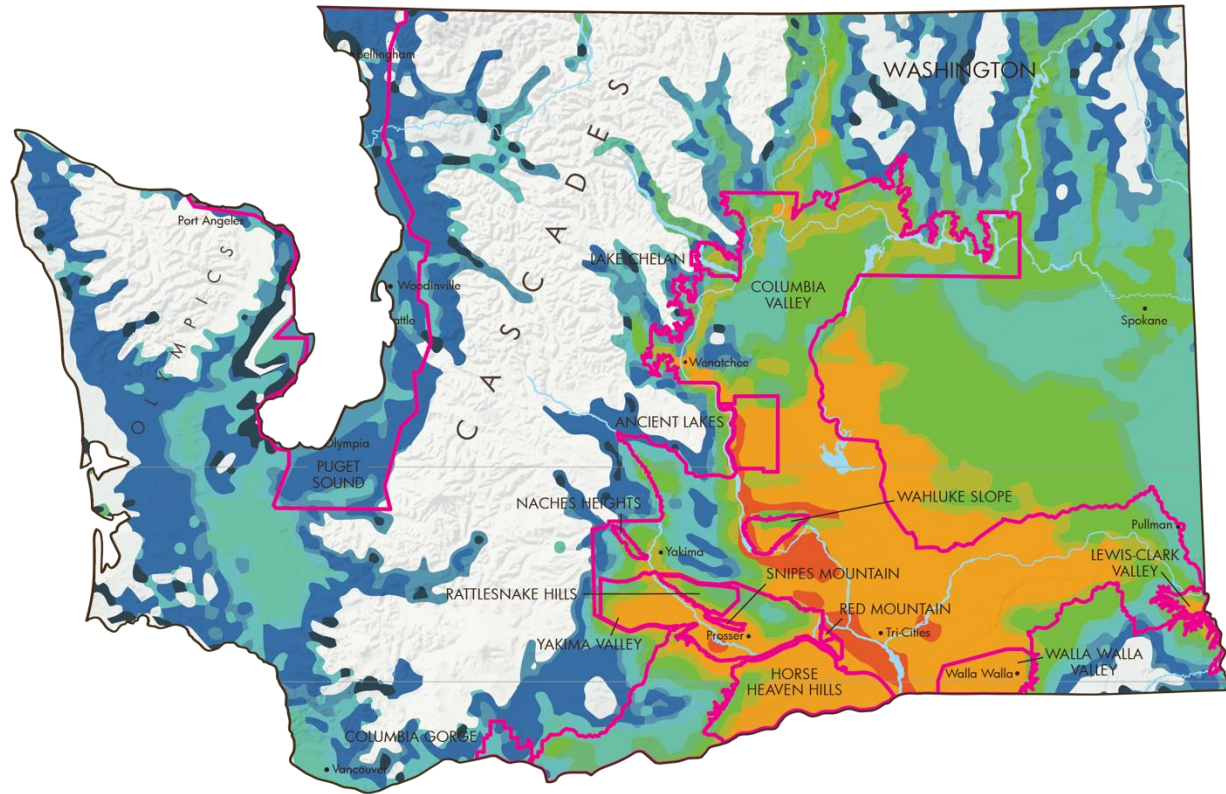 Bellingham
WASHINGTON
CASCADES
Port Angeles
OLYMPICS
LAKE CHELAN
Woodinville
COLUMBIA
VALLEY
attle
Spokane
Wenatchee
ANCIENT LAKES
Olympia
PUGET
SOUND
NACHES HEIGHTS
WAHLUKE SLOPE
Pullman
Yakima
LEWIS-CLARK
VALLEY
SNIPES MOUNTAIN
RATTLESNAKE HILLS
RED MOUNTAIN
Tri-Cities
YAKIMA VALLEY
Prosser
WALLA WALLA
VALLEY
Walla Walla
HORSE
HEAVEN HILLS
COLUMBIA GORGE
Vancouver